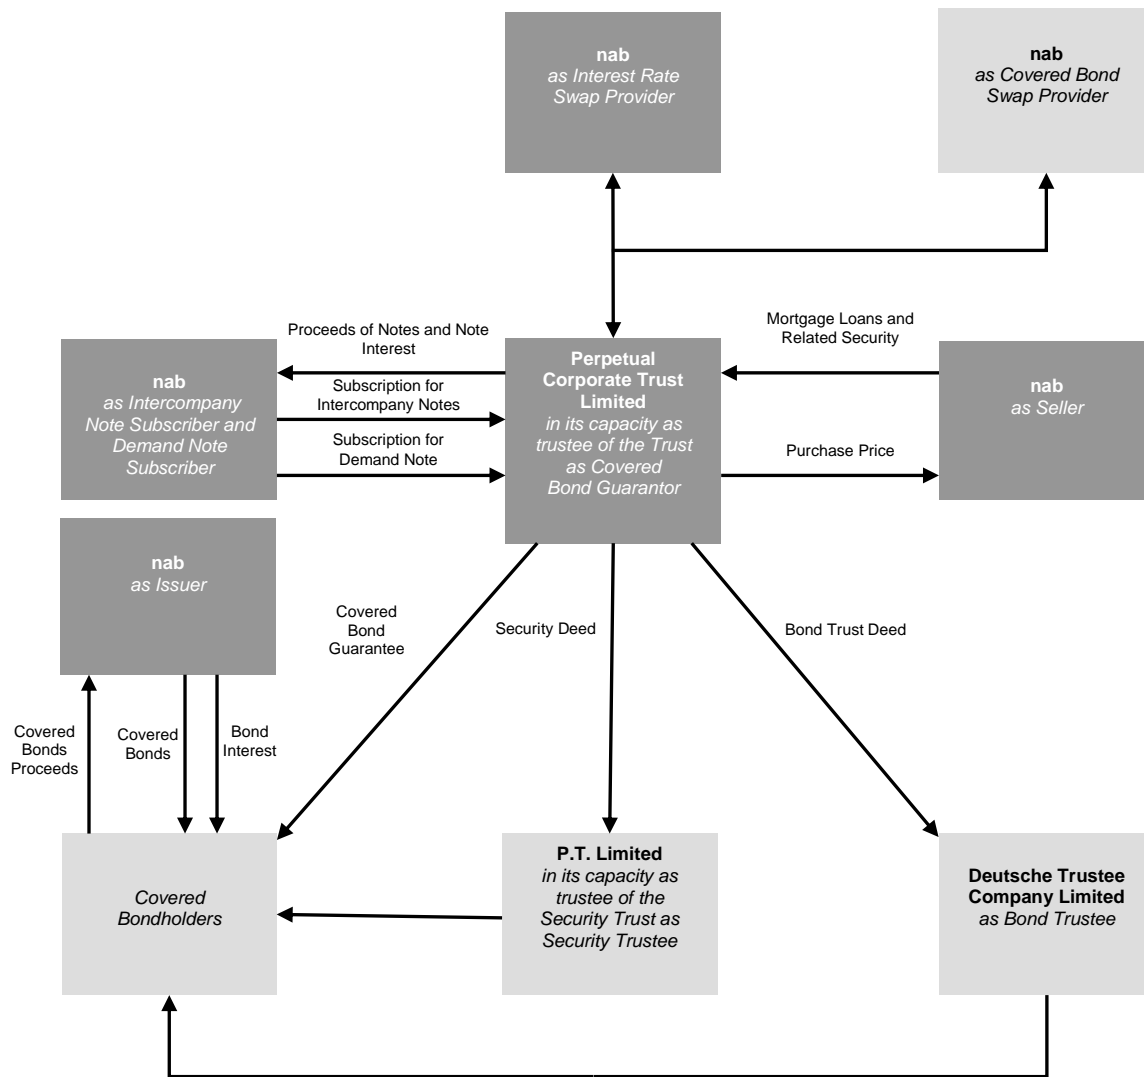 nab
as Interest Rate
Swap Provider
nab
as Covered Bond
Swap Provider
Proceeds of Notes and Note
Interest
Subscription for
Intercompany Notes
Subscription for
Demand Note
nab
as Intercompany
Note Subscriber and
Demand Note
Subscriber
Perpetual
Corporate Trust
Limited
in its capacity as
trustee of the Trust
as Covered
Bond Guarantor
Mortgage Loans and
Related Security
Purchase Price
nab
as Seller
nab
as Issuer
Covered
Bond
Guarantee
Security Deed
Bond Trust Deed
Covered
Bonds
Proceeds
Covered
Bonds
Bond
Interest
Covered
Bondholders
P.T. Limited
in its capacity as
trustee of the
Security Trust as
Security Trustee
Deutsche Trustee
Company Limited
as Bond Trustee